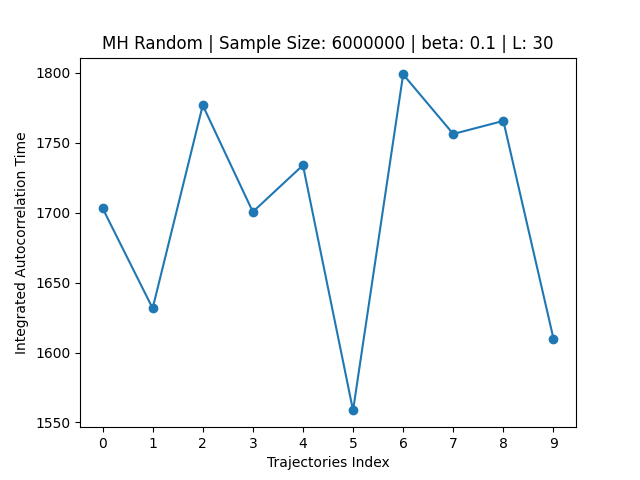 MH Random | Sample Size: 6000000 | beta: 0.1 | L: 30
Integrated Autocorrelation Time
1800
1750
1700
1650
1600
1550
0 1 2 3 4 5 6 7 8 9
Trajectories Index